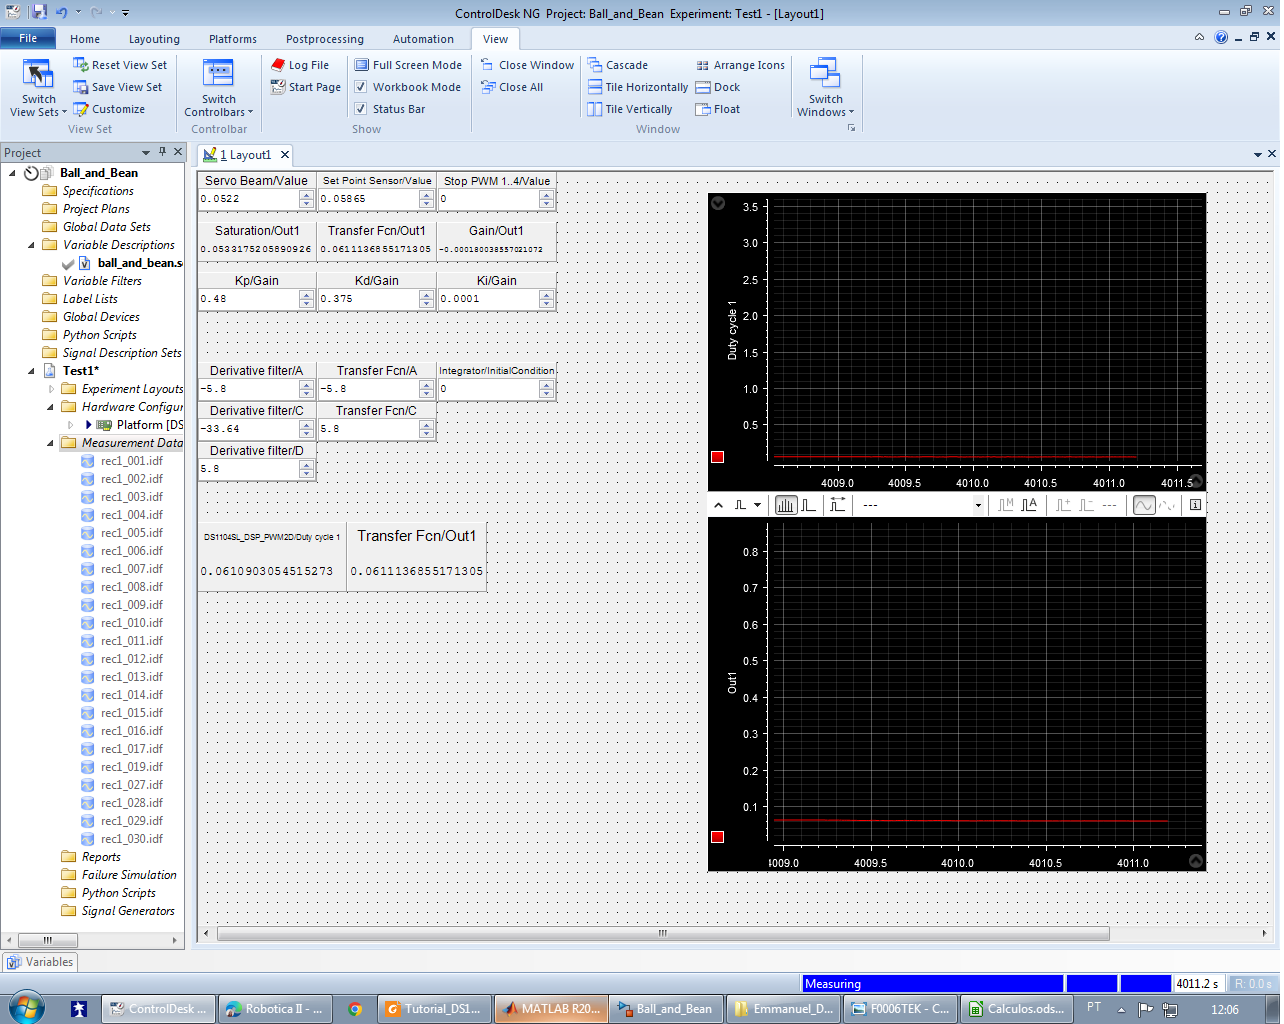 ControlDesk NG  Project: Ball_and_Bean  Experiment: Test1 - [Layout1]
File Home Layouting Platforms Postprocessing Automation View
Switch View Sets
Reset View Set
Save View Set
Customize
View Set
Switch Controlbars
Controlbar
Log File
Start Page
Full Screen Mode
Workbook Mode
Status Bar
Show
Close Window
Close All
Cascade
Tile Horizontally
Tile Vertically
Arrange Icons
Dock
Float
Window
Switch Windows
Project
Ball_and_Bean
Specifications
Project Plans
Global Data Sets
Variable Descriptions
ball_and_bean.s
Variable Filters
Label Lists
Global Devices
Python Scripts
Signal Description Sets
Test1*
Experiment Layouts
Hardware Configur
Platform [DS
Measurement Data
rec1_001.idf
rec1_002.idf
rec1_003.idf
rec1_004.idf
rec1_005.idf
rec1_006.idf
rec1_007.idf
rec1_008.idf
rec1_009.idf
rec1_010.idf
rec1_011.idf
rec1_012.idf
rec1_013.idf
rec1_014.idf
rec1_015.idf
rec1_016.idf
rec1_017.idf
rec1_019.idf
rec1_027.idf
rec1_028.idf
rec1_029.idf
rec1_030.idf
Reports
Failure Simulation
Python Scripts
Signal Generators
Variables
1 Layout1
Servo Beam/Value Set Point Sensor/Value Stop PWM 1..4/Value
0.0522 0.05865 0
Saturation/Out1 Transfer Fcn/Out1 Gain/Out1
0.0533175205890926 0.0611136855171305 -0.000180038557021072
Kp/Gain Kd/Gain Ki/Gain
0.48 0.375 0.0001
Derivative filter/A Transfer Fcn/A Integrator/InitialCondition
-5.8 -5.8 0
Derivative filter/C Transfer Fcn/C
-33.64 5.8
Derivative filter/D
5.8
DS1104SL_DSP_PWM2D/Duty cycle 1 Transfer Fcn/Out1
0.0610903054515273 0.0611136855171305
Duty cycle 1
3.5
3.0
2.5
2.0
1.5
1.0
0.5
4009.0 4009.5 4010.0 4010.5 4011.0 4011.5
---
M A
---
Out1
0.8
0.7
0.6
0.5
0.4
0.3
0.2
0.1
4009.0 4009.5 4010.0 4010.5 4011.0
Measuring 4011.2 s R: 0.0 s
ControlDesk ... Robotica II - ... Tutorial_DS1... MATLAB R20... Ball_and_Bean Emmanuel_D... F0006TEK - C... Calculos.ods... PT 12:06